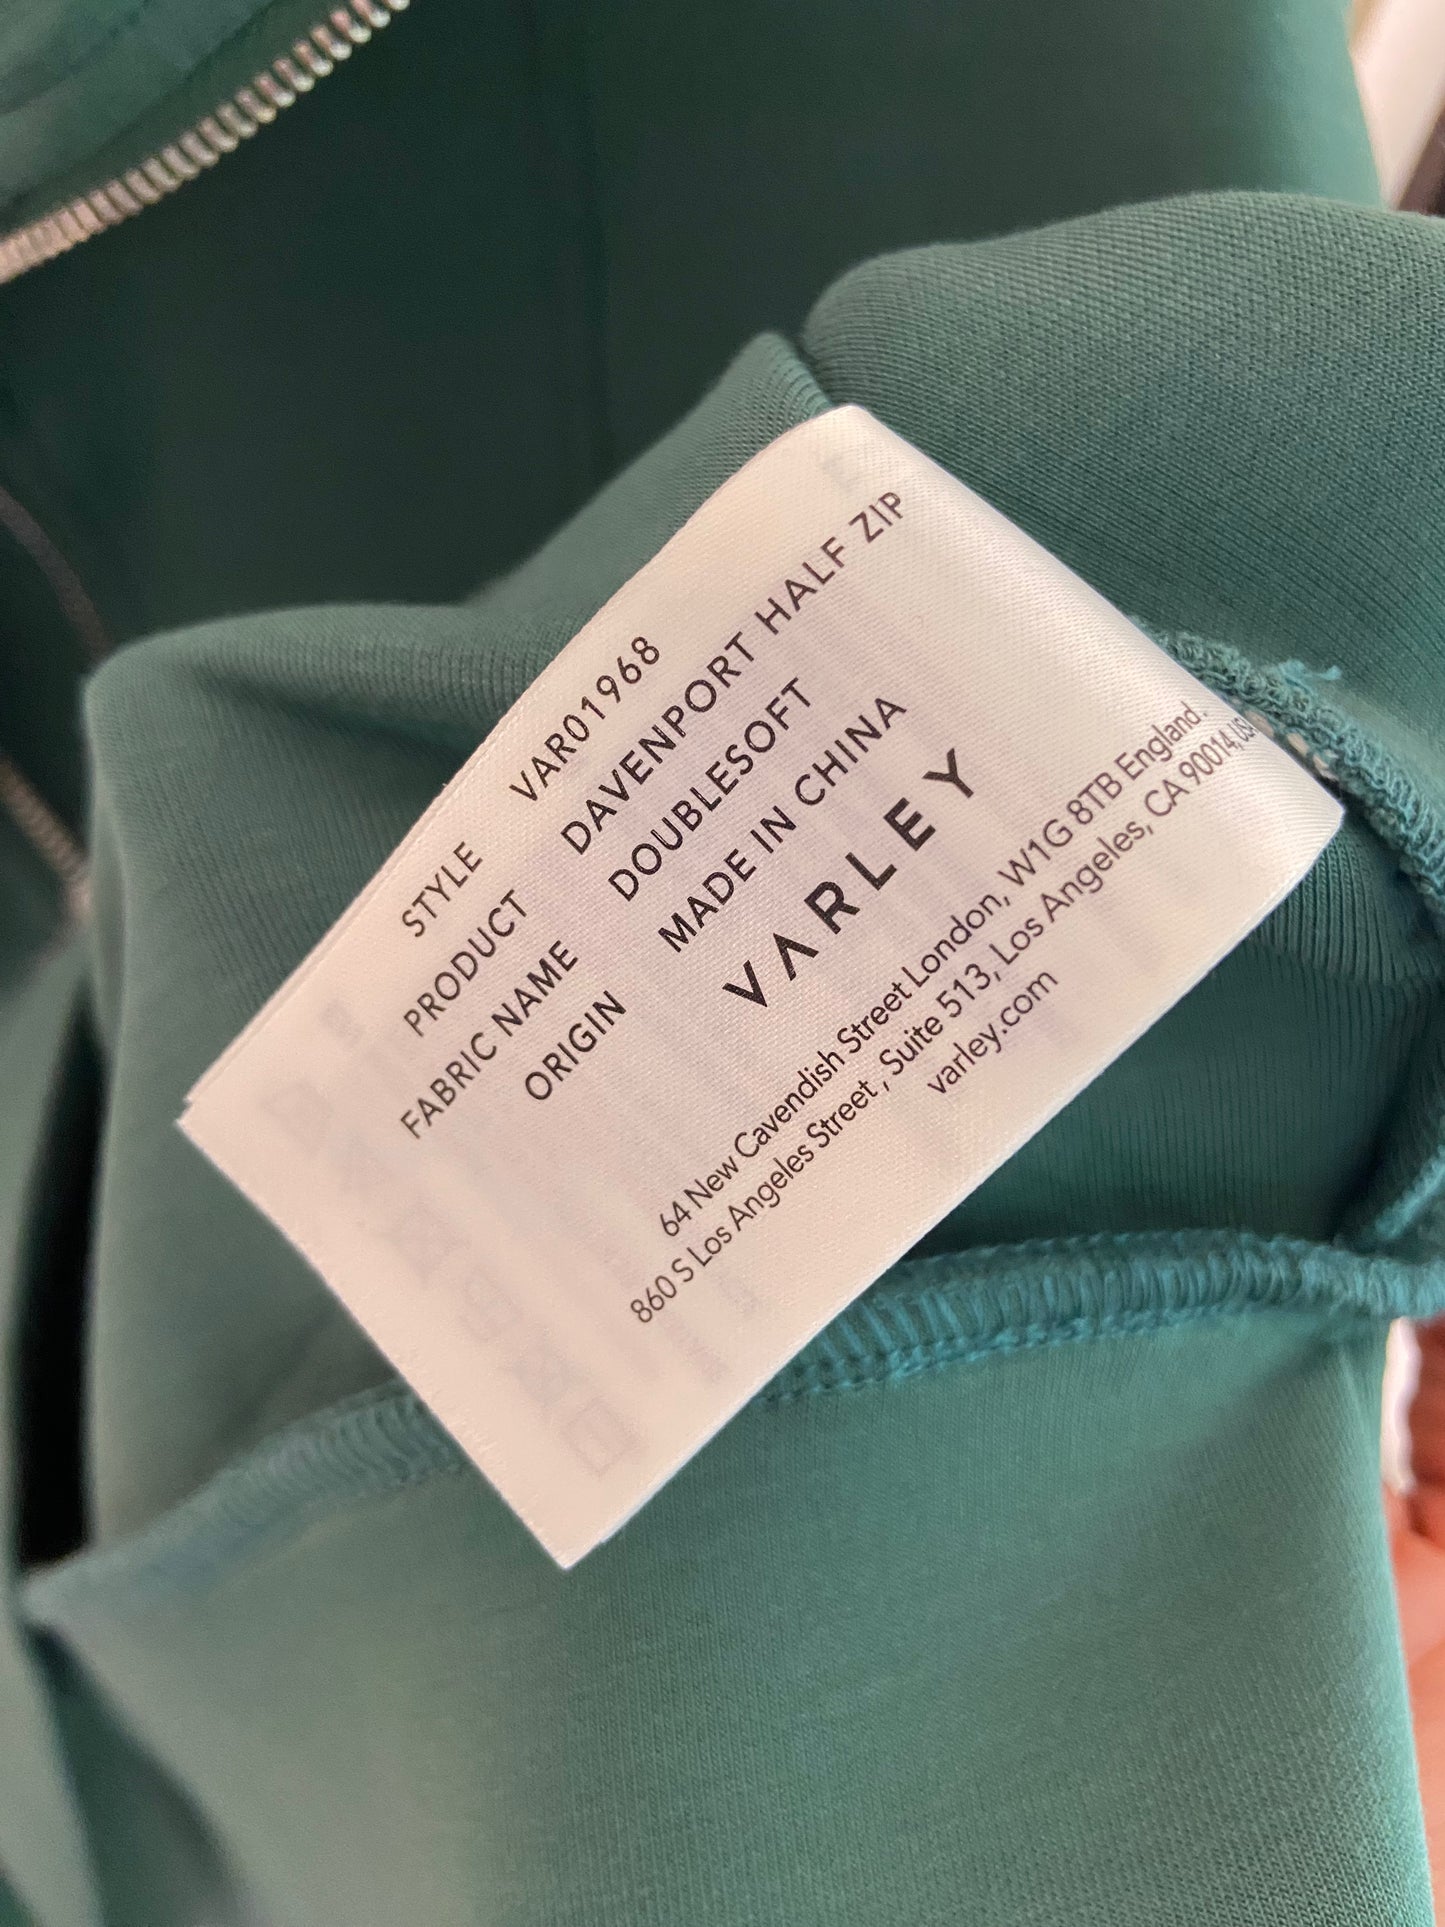 STYLE VAR01968
PRODUCT DAVENPORT HALF ZIP
FABRIC NAME DOUBLESOFT
ORIGIN MADE IN CHINA
VARLEY
64 New Cavendish Street London, W1G 8TB England.
860 S Los Angeles Street , Suite 513, Los Angeles, CA 90014, USA
varley.com